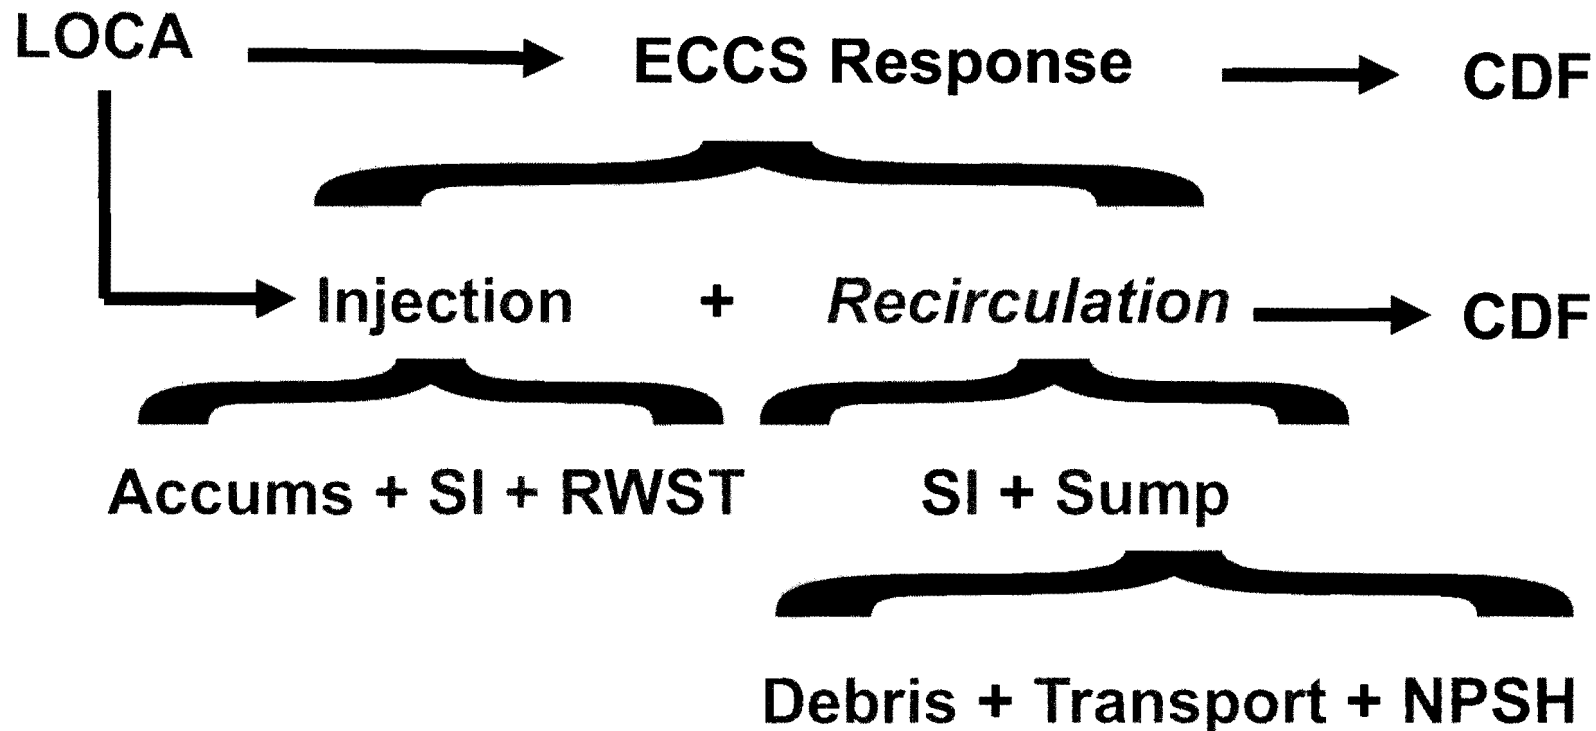 LOCA ECCS Response CDF
Injection + Recirculation CDF
Accums + SI + RWST SI + Sump
Debris + Transport + NPSH